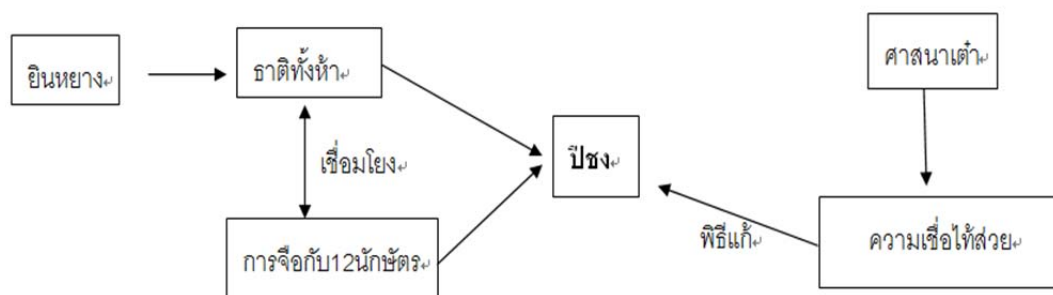 ยินหยาง
ธาติทั้งห้า
ศาสนาเต๋า
เชื่อมโยง
ปีชง
การจือกับ12นักษัตร
พิธีแก้
ความเชื่อไท้ส่วย